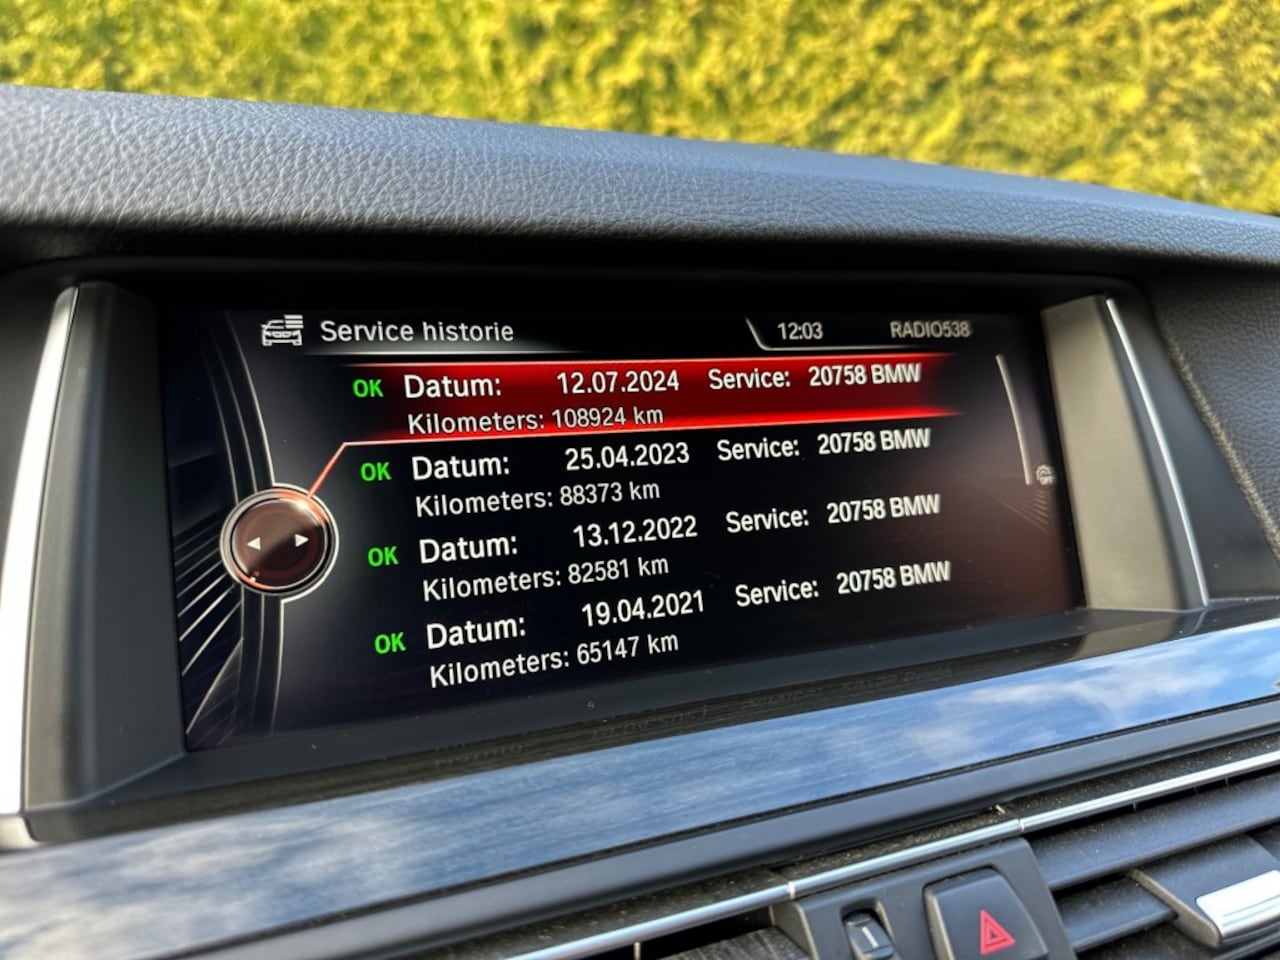 Service historie 12:03 RADIO538
OK Datum: 12.07.2024 Service: 20758 BMW
Kilometers: 108924 km
OK Datum: 25.04.2023 Service: 20758 BMW
Kilometers: 88373 km
OK Datum: 13.12.2022 Service: 20758 BMW
Kilometers: 82581 km
OK Datum: 19.04.2021 Service: 20758 BMW
Kilometers: 65147 km